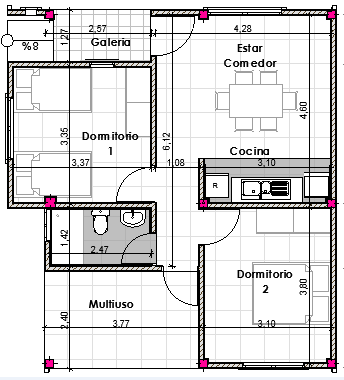 2,57
4,28
1,27
Galeria
%8
Estar
Comedor
4,60
3,35
Dormitorio
1
6,12
3,37
1,08
Cocina
3,10
R
1,42
2,47
Dormitorio
2
3,80
Multiuso
2,40
3,77
3,10